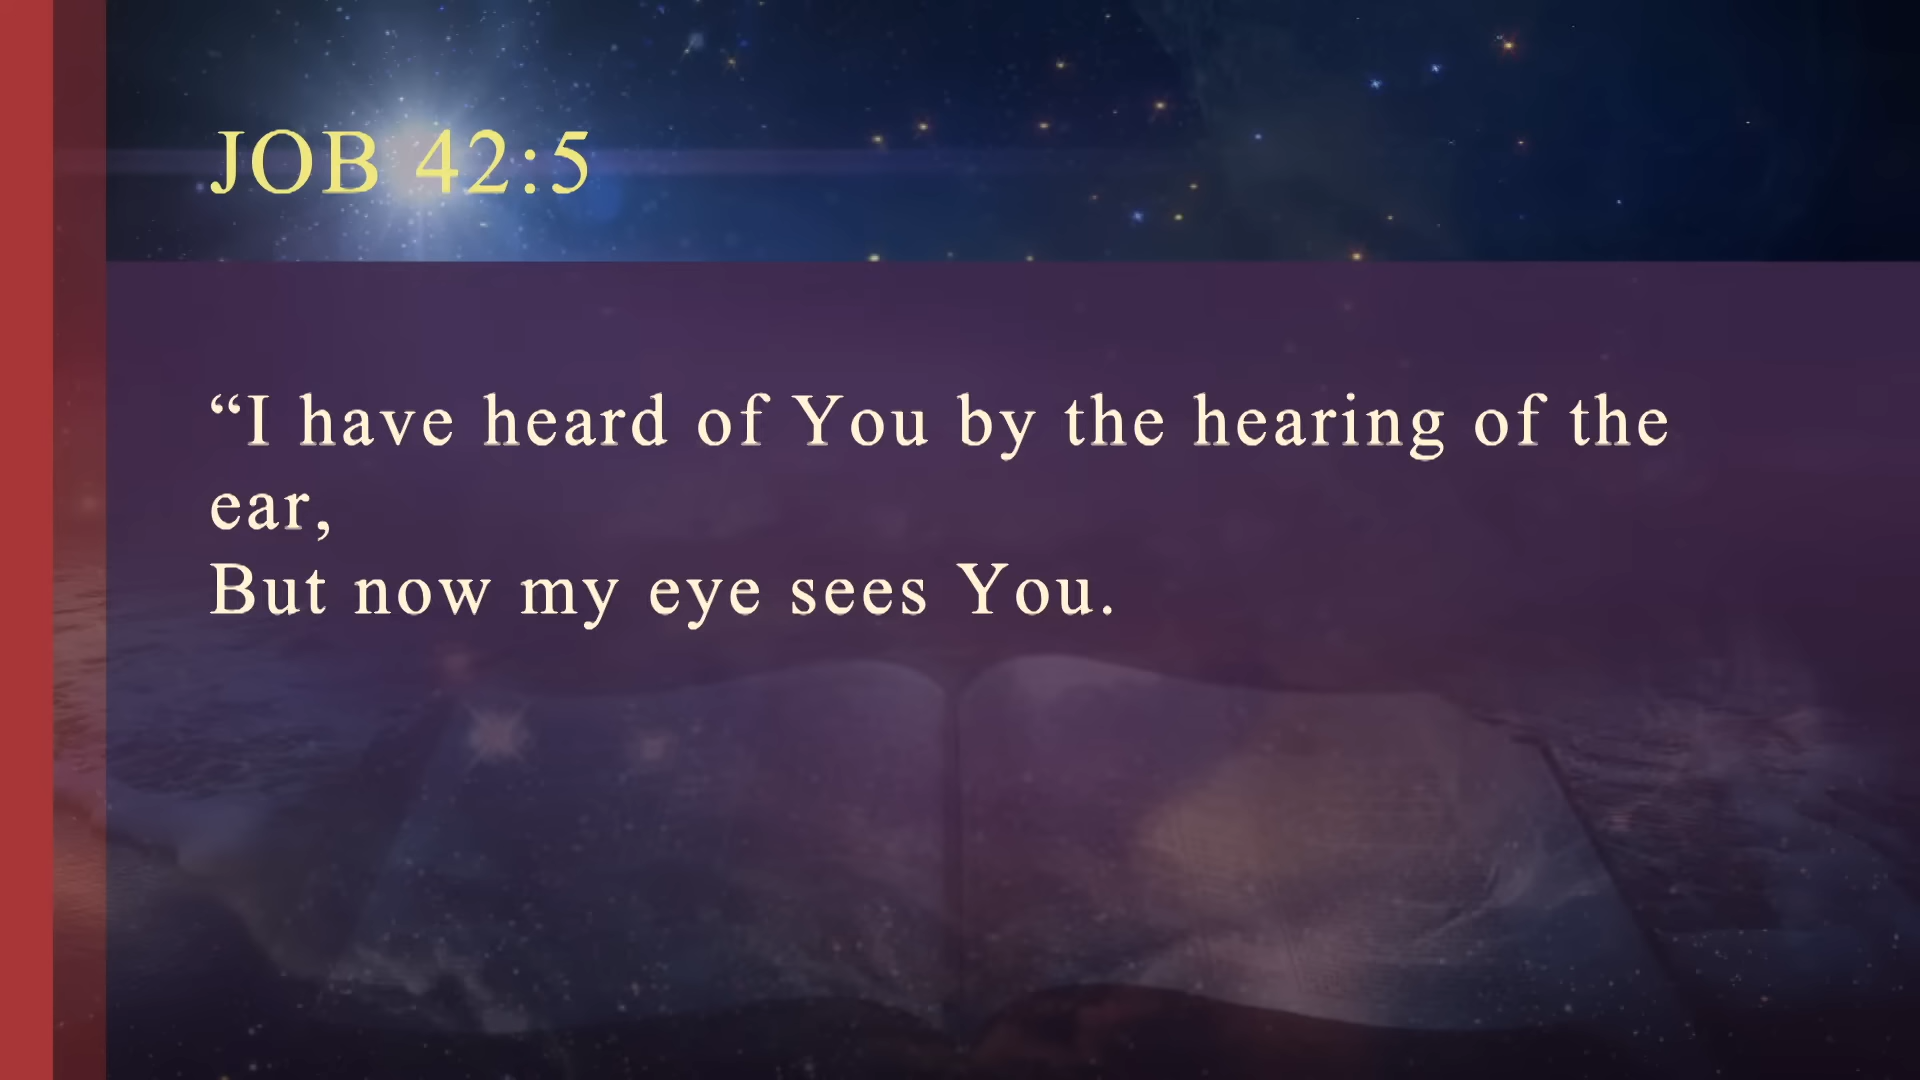 JOB 42:5
“I have heard of You by the hearing of the
ear,
But now my eye sees You.